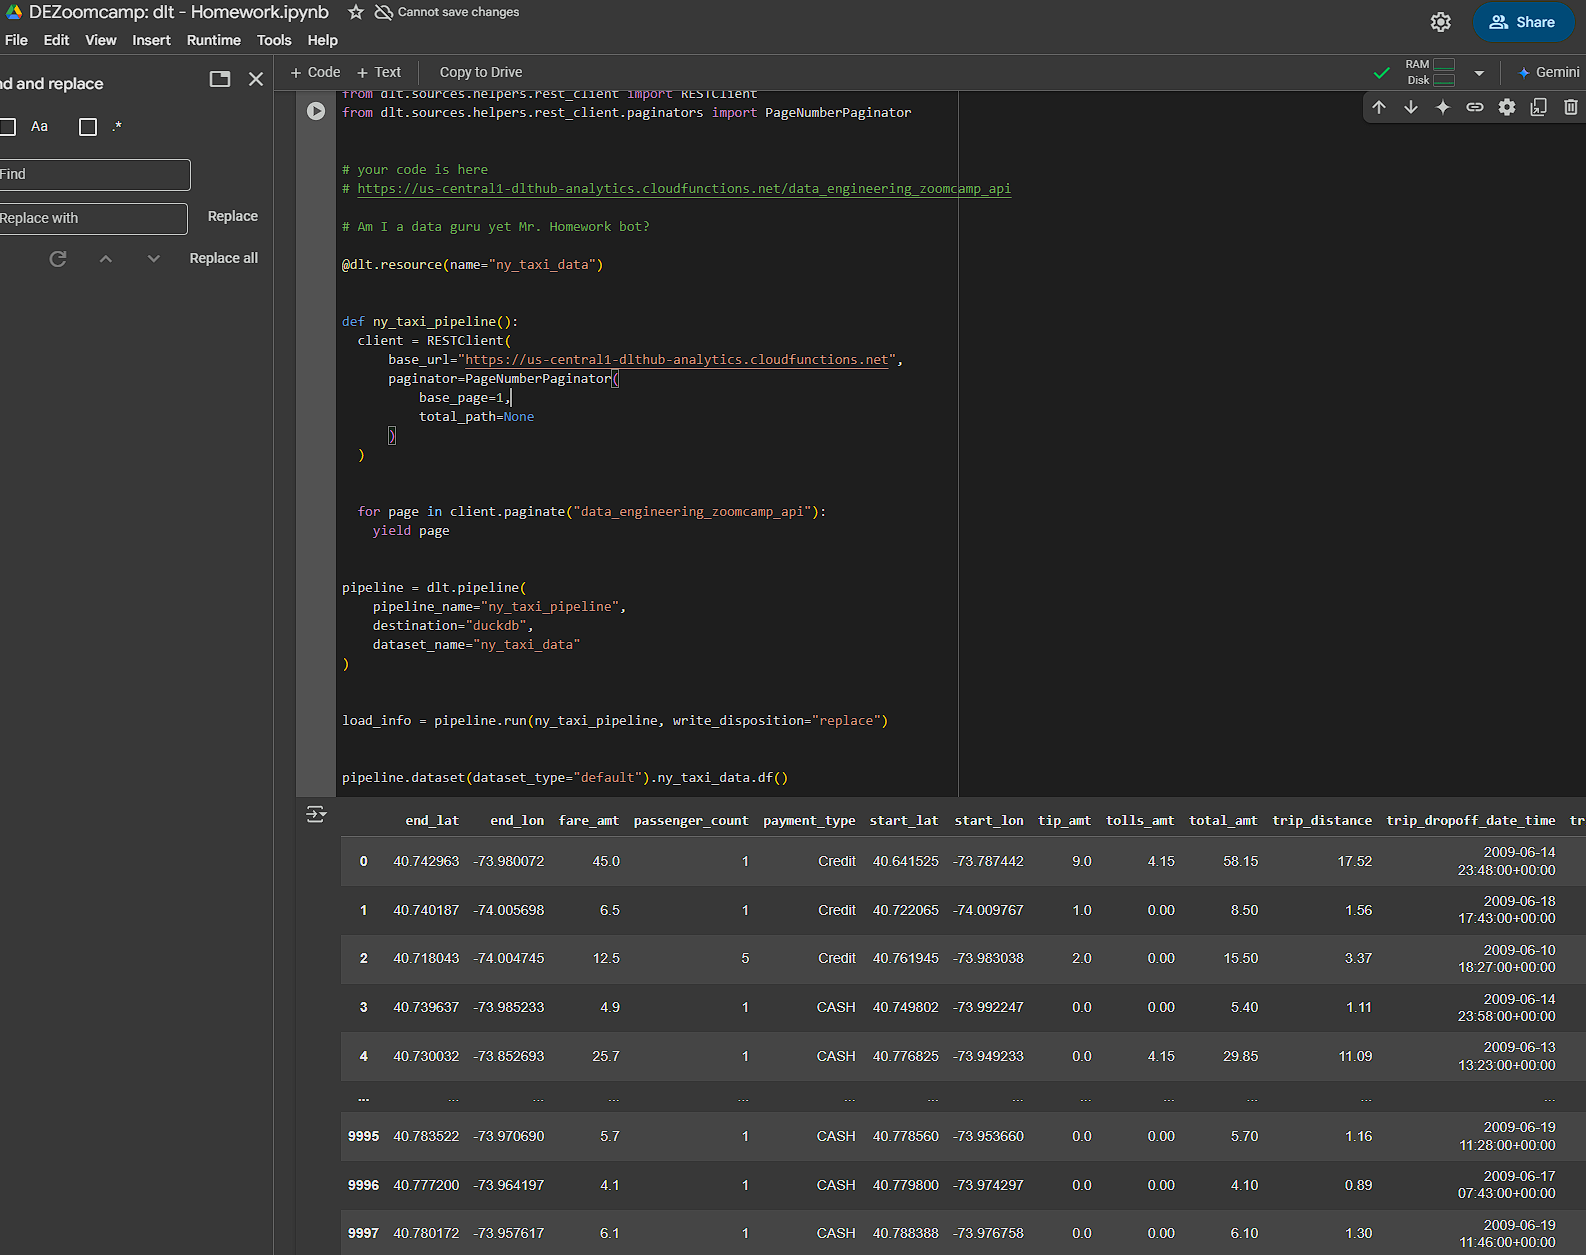 DEZoomcamp: dlt - Homework.ipynb
Cannot save changes
Share
File Edit View Insert Runtime Tools Help
nd and replace
+ Code + Text Copy to Drive
RAM
Disk
Gemini
Aa
.*
Find
Replace with
Replace
Replace all
from dlt.sources.helpers.rest_client import RESTClient
from dlt.sources.helpers.rest_client.paginators import PageNumberPaginator
# your code is here
# https://us-central1-dlthub-analytics.cloudfunctions.net/data_engineering_zoomcamp_api
# Am I a data guru yet Mr. Homework bot?
@dlt.resource(name="ny_taxi_data")
def ny_taxi_pipeline():
client = RESTClient(
base_url="https://us-central1-dlthub-analytics.cloudfunctions.net",
paginator=PageNumberPaginator(
base_page=1,
total_path=None
)
)
for page in client.paginate("data_engineering_zoomcamp_api"):
yield page
pipeline = dlt.pipeline(
pipeline_name="ny_taxi_pipeline",
destination="duckdb",
dataset_name="ny_taxi_data"
)
load_info = pipeline.run(ny_taxi_pipeline, write_disposition="replace")
pipeline.dataset(dataset_type="default").ny_taxi_data.df()
end_lat end_lon fare_amt passenger_count payment_type start_lat start_lon tip_amt tolls_amt total_amt trip_distance trip_dropoff_date_time tr
0 40.742963 -73.980072 45.0 1 Credit 40.641525 -73.787442 9.0 4.15 58.15 17.52 2009-06-14 23:48:00+00:00
1 40.740187 -74.005698 6.5 1 Credit 40.722065 -74.009767 1.0 0.00 8.50 1.56 2009-06-18 17:43:00+00:00
2 40.718043 -74.004745 12.5 5 Credit 40.761945 -73.983038 2.0 0.00 15.50 3.37 2009-06-10 18:27:00+00:00
3 40.739637 -73.985233 4.9 1 CASH 40.749802 -73.992247 0.0 0.00 5.40 1.11 2009-06-14 23:58:00+00:00
4 40.730032 -73.852693 25.7 1 CASH 40.776825 -73.949233 0.0 4.15 29.85 11.09 2009-06-13 13:23:00+00:00
... ... ... ... ... ... ... ... ... ... ... ... ...
9995 40.783522 -73.970690 5.7 1 CASH 40.778560 -73.953660 0.0 0.00 5.70 1.16 2009-06-19 11:28:00+00:00
9996 40.777200 -73.964197 4.1 1 CASH 40.779800 -73.974297 0.0 0.00 4.10 0.89 2009-06-17 07:43:00+00:00
9997 40.780172 -73.957617 6.1 1 CASH 40.788388 -73.976758 0.0 0.00 6.10 1.30 2009-06-19 11:46:00+00:00